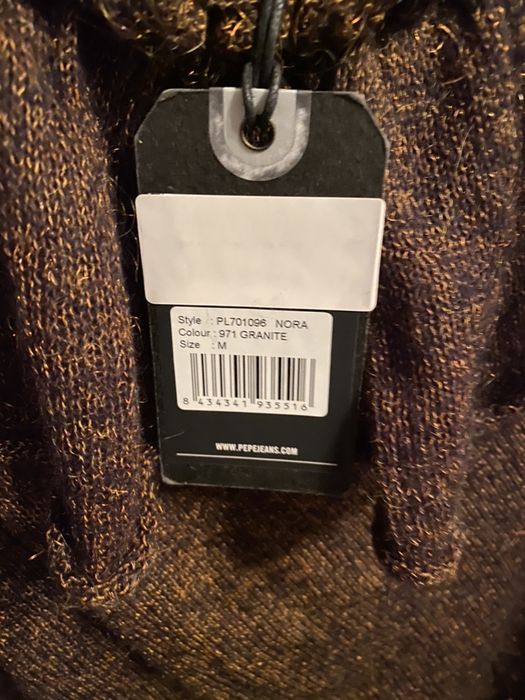 Style : PL701096 NORA
Colour : 971 GRANITE
Size : M
8 434341 935516
WWW.PEPEJEANS.COM